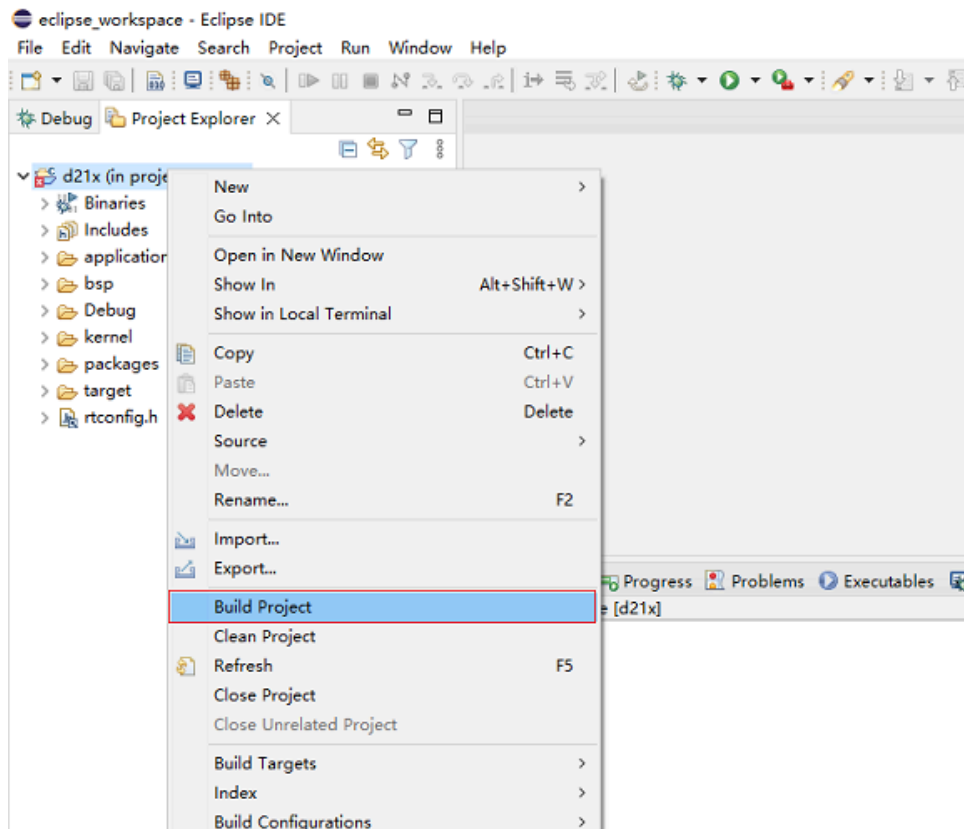 eclipse_workspace - Eclipse IDE
File Edit Navigate Search Project Run Window Help
Debug Project Explorer
d21x (in proje
Binaries
Includes
application
bsp
Debug
kernel
packages
target
rtconfig.h
New
Go Into
Open in New Window
Show In Alt+Shift+W
Show in Local Terminal
Copy Ctrl+C
Paste Ctrl+V
Delete Delete
Source
Move...
Rename... F2
Import...
Export...
Build Project
Clean Project
Refresh F5
Close Project
Close Unrelated Project
Build Targets
Index
Build Configurations
Progress Problems Executables
e [d21x]